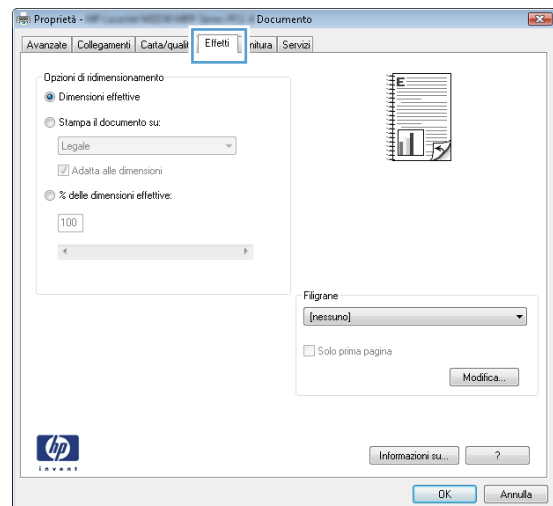 Proprietà - Documento
Avanzate Collegamenti Carta/qualit Effetti nitura Servizi
Opzioni di ridimensionamento
Dimensioni effettive
Stampa il documento su:
Legale
Adatta alle dimensioni
% delle dimensioni effettive:
100
E
Filigrane
[nessuno]
Solo prima pagina
Modifica...
hp
invent
Informazioni su... ?
OK Annulla